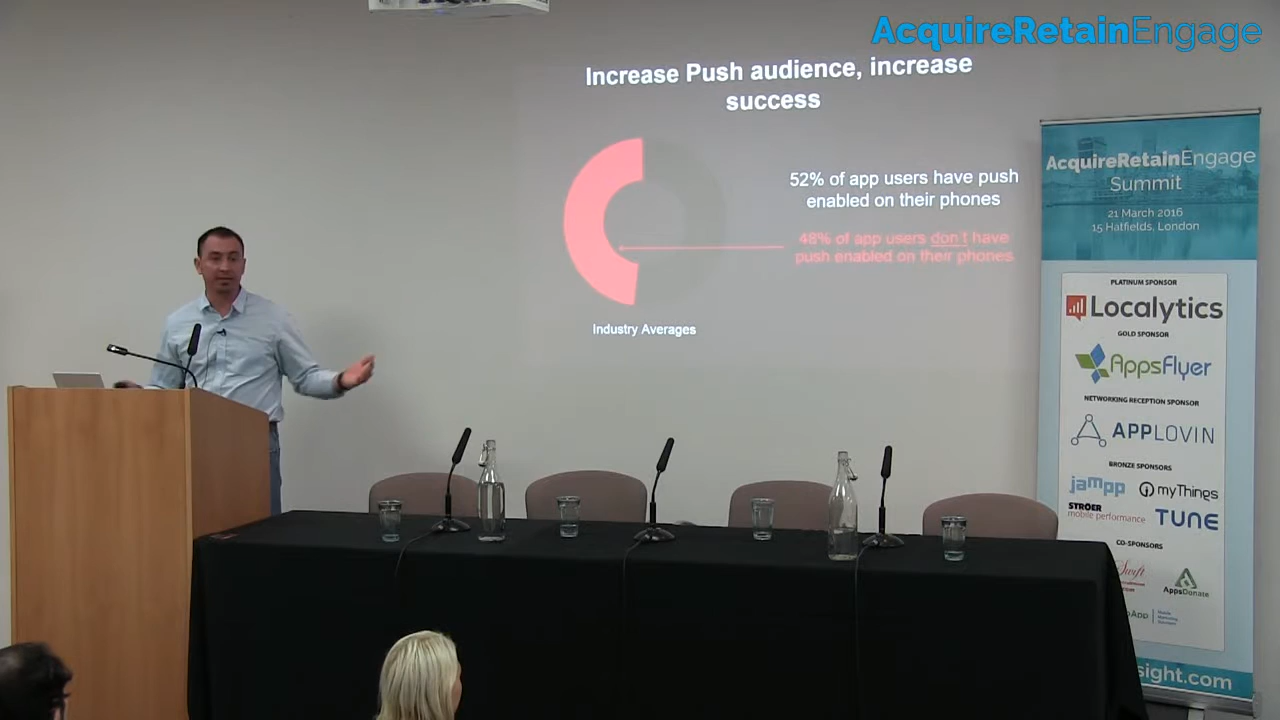 AcquireRetainEngage
Increase Push audience, increase
success
52% of app users have push
enabled on their phones
48% of app users don't have
push enabled on their phones
Industry Averages
AcquireRetainEngage
Summit
21 March 2016
15 Hatfields, London
PLATINUM SPONSOR
Localytics
GOLD SPONSOR
AppsFlyer
NETWORKING RECEPTION SPONSOR
APPLOVIN
BRONZE SPONSORS
jampp
myThings
STRÖER
mobile performance
TUNE
CO-SPONSORS
Swift
AppsDonate
sight.com